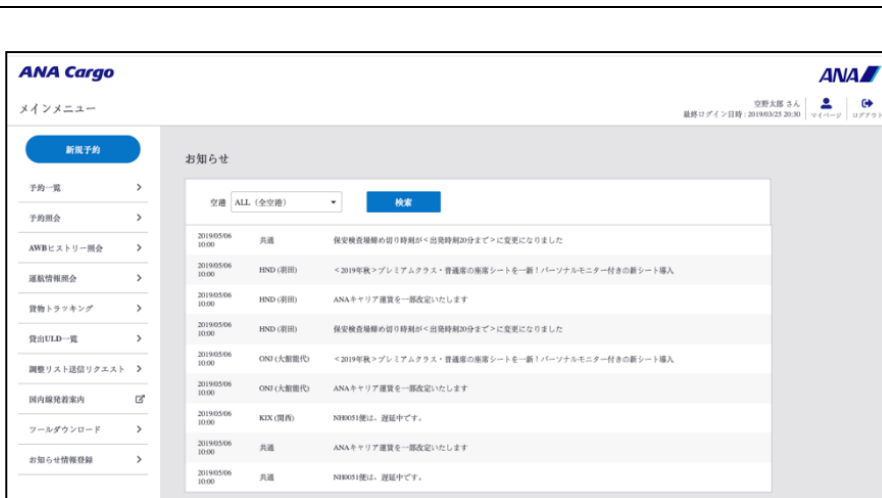 ANA Cargo
ANA
メインメニュー
空野太郎 さん
最終ログイン日時 : 2019/03/25 20:30
マイページ
ログアウト
新規予約
予約一覧
予約照会
AWBヒストリー照会
運航情報照会
貨物トラッキング
貸出ULD一覧
調整リスト送信リクエスト
国内線発着案内
ツールダウンロード
お知らせ情報登録
お知らせ
空港 ALL（全空港） 検索
2019/05/06 10:00 共通 保安検査場締め切り時刻が＜出発時刻20分まで＞に変更になりました
2019/05/06 10:00 HND (羽田) ＜2019年秋＞プレミアムクラス・普通席の座席シートを一新！パーソナルモニター付きの新シート導入
2019/05/06 10:00 HND (羽田) ANAキャリア運賃を一部改定いたします
2019/05/06 10:00 HND (羽田) 保安検査場締め切り時刻が＜出発時刻20分まで＞に変更になりました
2019/05/06 10:00 ONJ (大館能代) ＜2019年秋＞プレミアムクラス・普通席の座席シートを一新！パーソナルモニター付きの新シート導入
2019/05/06 10:00 ONJ (大館能代) ANAキャリア運賃を一部改定いたします
2019/05/06 10:00 KIX (関西) NH0051便は、遅延中です。
2019/05/06 10:00 共通 ANAキャリア運賃を一部改定いたします
2019/05/06 10:00 共通 NH0051便は、遅延中です。